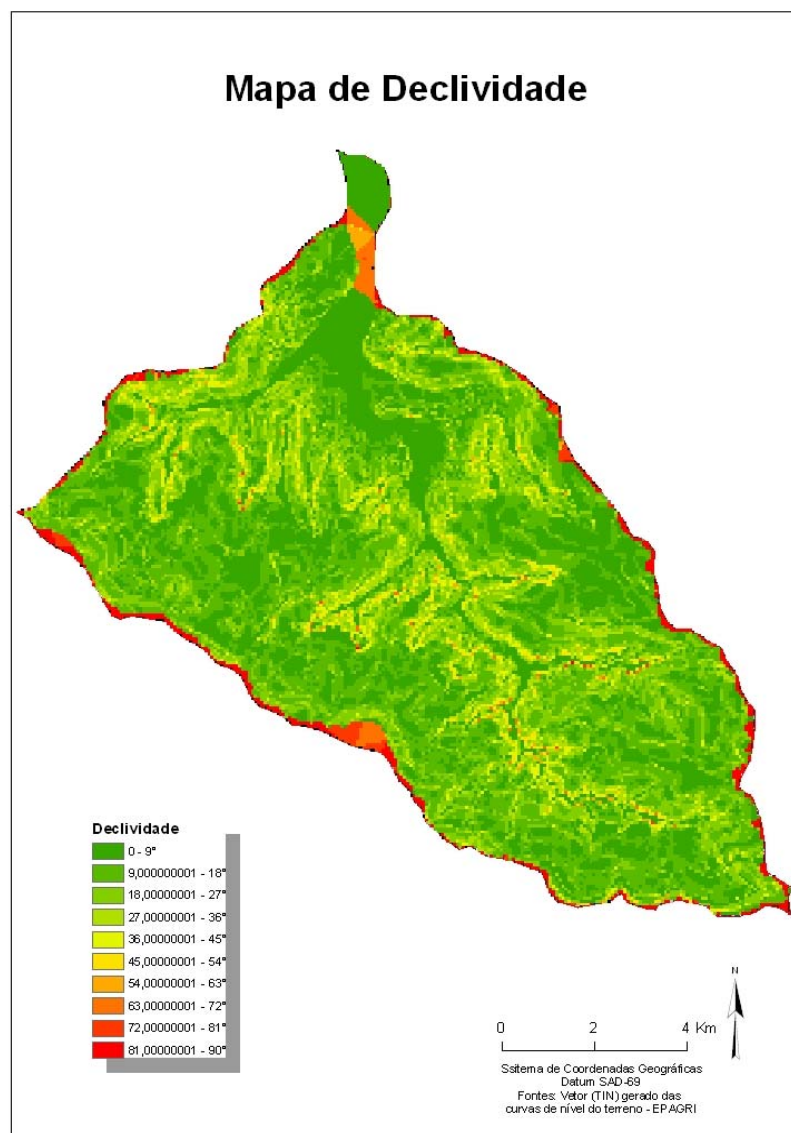 Mapa de Declividade
Declividade
0 - 9°
9,000000001 - 18°
18,00000001 - 27°
27,00000001 - 36°
36,00000001 - 45°
45,00000001 - 54°
54,00000001 - 63°
63,00000001 - 72°
72,00000001 - 81°
81,00000001 - 90°
N
0 2 4 Km
Ssitema de Coordenadas Geográficas
Datum SAD-69
Fontes: Vetor (TIN) gerado das
curvas de nível do terreno - EPAGRI